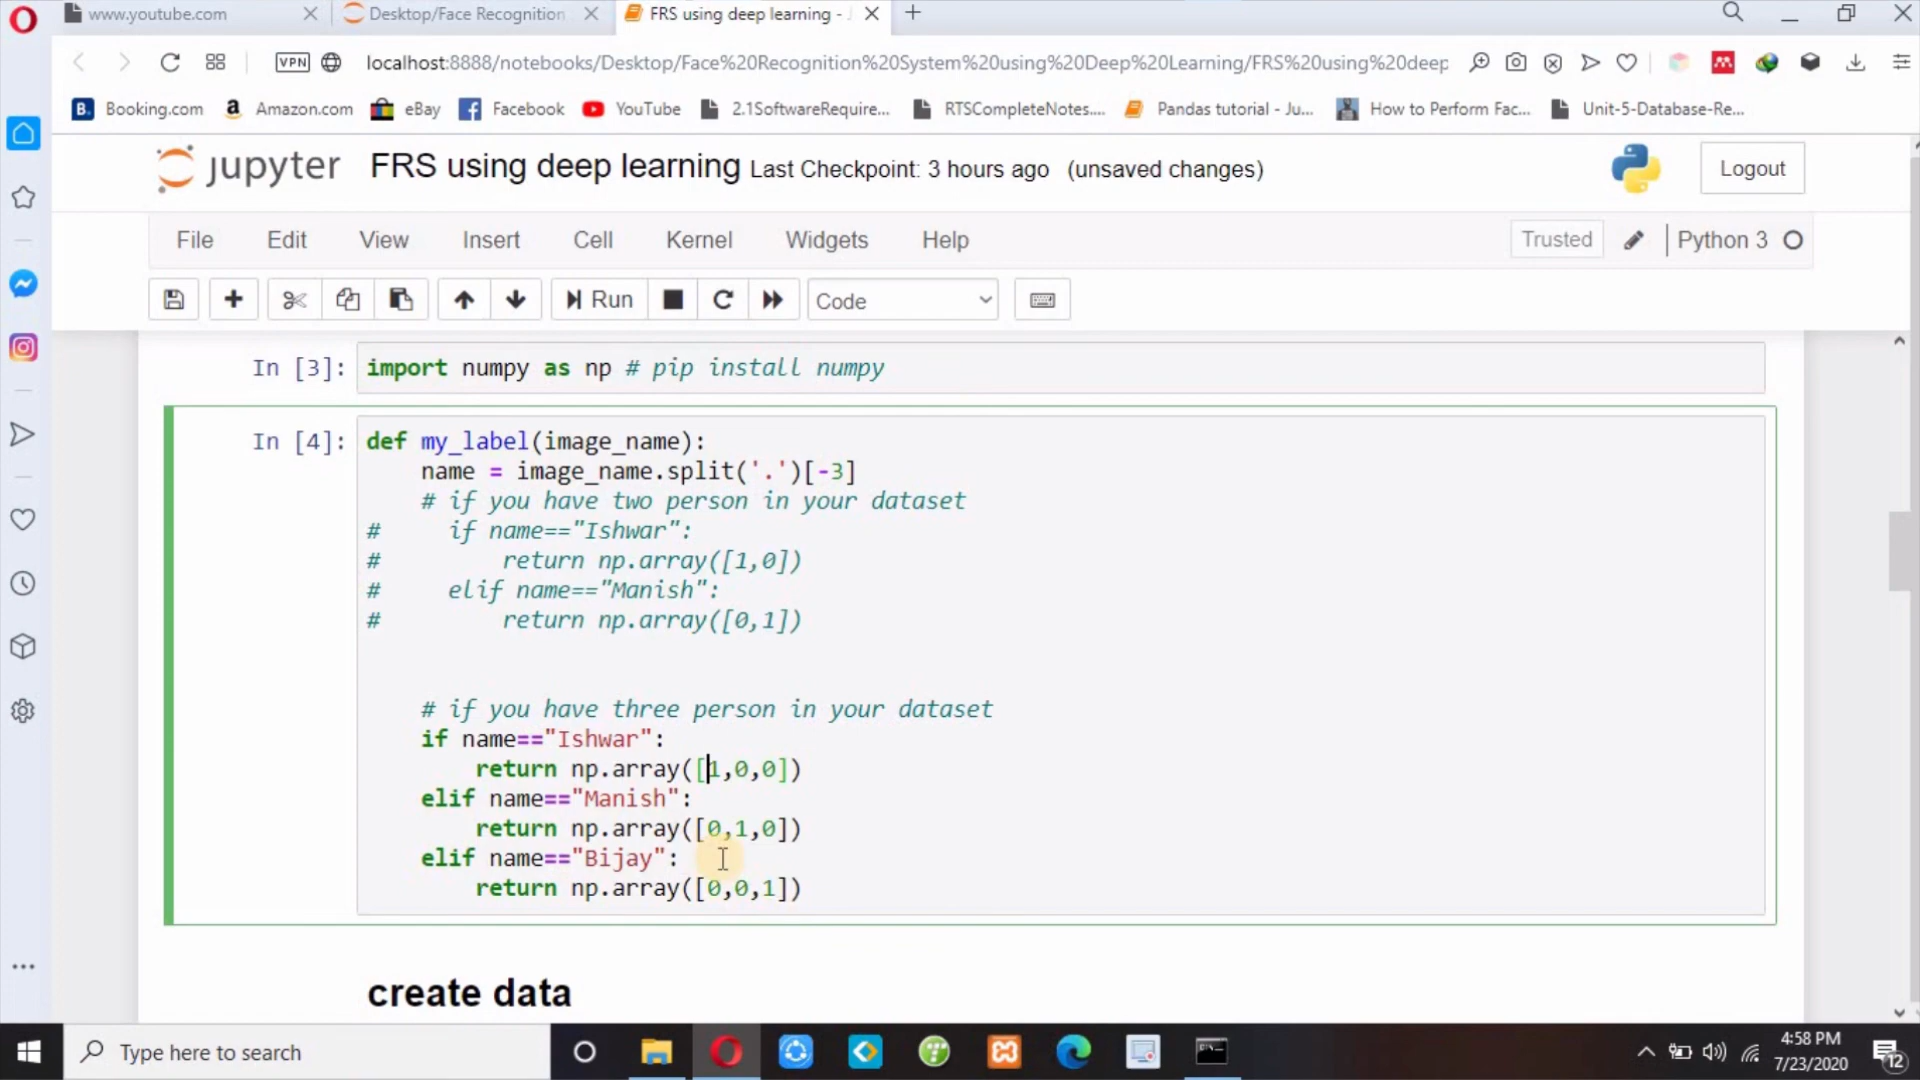 www.youtube.com
Desktop/Face Recognition
FRS using deep learning -
VPN
localhost:8888/notebooks/Desktop/Face%20Recognition%20System%20using%20Deep%20Learning/FRS%20using%20deep
Booking.com
Amazon.com
eBay
Facebook
YouTube
2.1SoftwareRequire...
RTSCompleteNotes....
Pandas tutorial - Ju...
How to Perform Fac...
Unit-5-Database-Re...
jupyter FRS using deep learning Last Checkpoint: 3 hours ago (unsaved changes)
Logout
File Edit View Insert Cell Kernel Widgets Help
Trusted
Python 3
Run
Code
In [3]: import numpy as np # pip install numpy
In [4]: def my_label(image_name):
name = image_name.split('.')[-3]
# if you have two person in your dataset
# if name=="Ishwar":
# return np.array([1,0])
# elif name=="Manish":
# return np.array([0,1])
# if you have three person in your dataset
if name=="Ishwar":
return np.array([1,0,0])
elif name=="Manish":
return np.array([0,1,0])
elif name=="Bijay":
return np.array([0,0,1])
create data
Type here to search
4:58 PM
7/23/2020
12